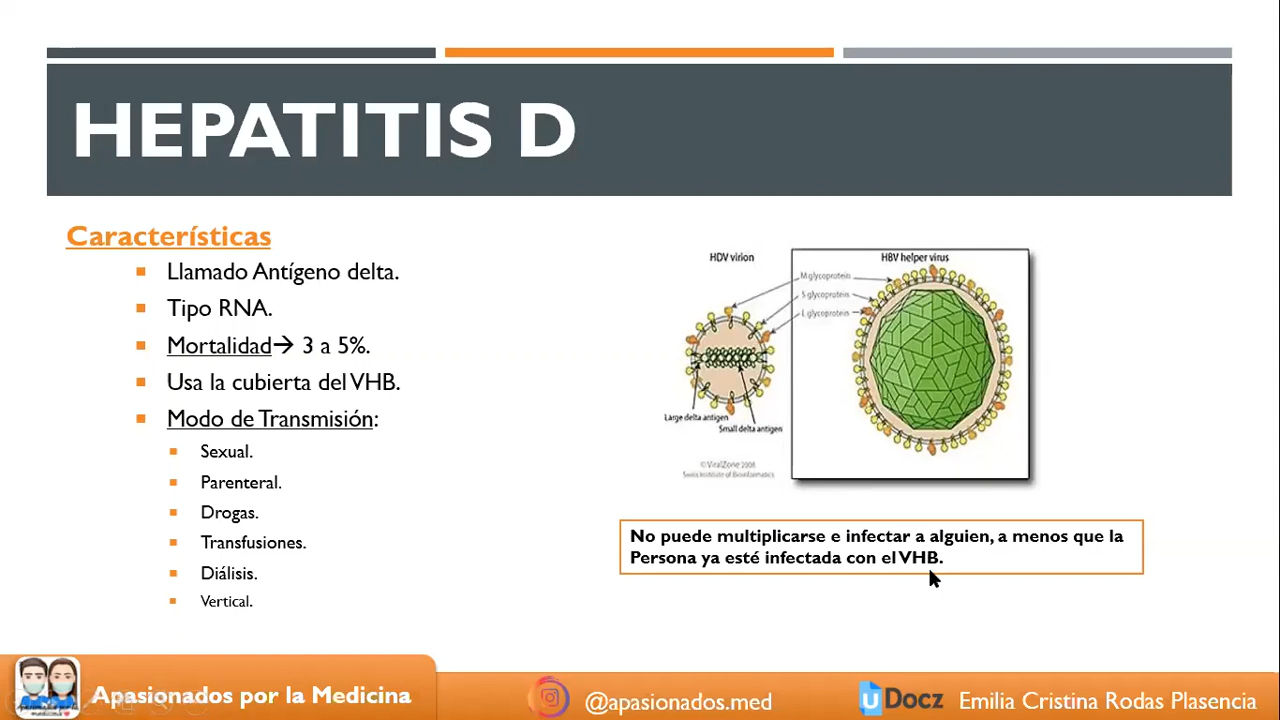 HEPATITIS D
Características
Llamado Antígeno delta.
Tipo RNA.
Mortalidad→ 3 a 5%.
Usa la cubierta del VHB.
Modo de Transmisión:
Sexual.
Parenteral.
Drogas.
Transfusiones.
Diálisis.
Vertical.
HDV virion
HBV helper virus
M glycoprotein
S glycoprotein
L glycoprotein
Large delta antigen
Small delta antigen
© ViralZone 2008
Swiss Institute of Bioinformatics
No puede multiplicarse e infectar a alguien, a menos que la
Persona ya esté infectada con el VHB.
Apasionados por la Medicina
@apasionados.med
uDocz
Emilia Cristina Rodas Plasencia